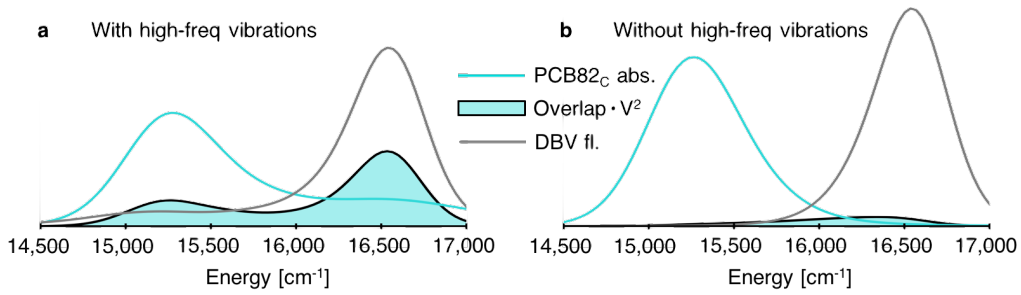 a With high-freq vibrations
b Without high-freq vibrations
PCB82C abs.
Overlap · V²
DBV fl.
14,500 15,000 15,500 16,000 16,500 17,000
Energy [cm⁻¹]
14,500 15,000 15,500 16,000 16,500 17,000
Energy [cm⁻¹]